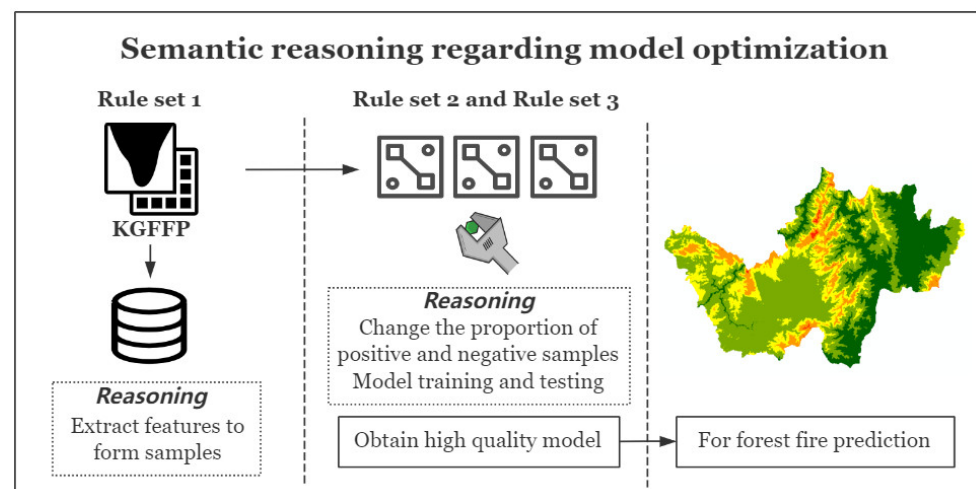 Semantic reasoning regarding model optimization
Rule set 1
KGFFP
Reasoning
Extract features to
form samples
Rule set 2 and Rule set 3
Reasoning
Change the proportion of
positive and negative samples
Model training and testing
Obtain high quality model
For forest fire prediction